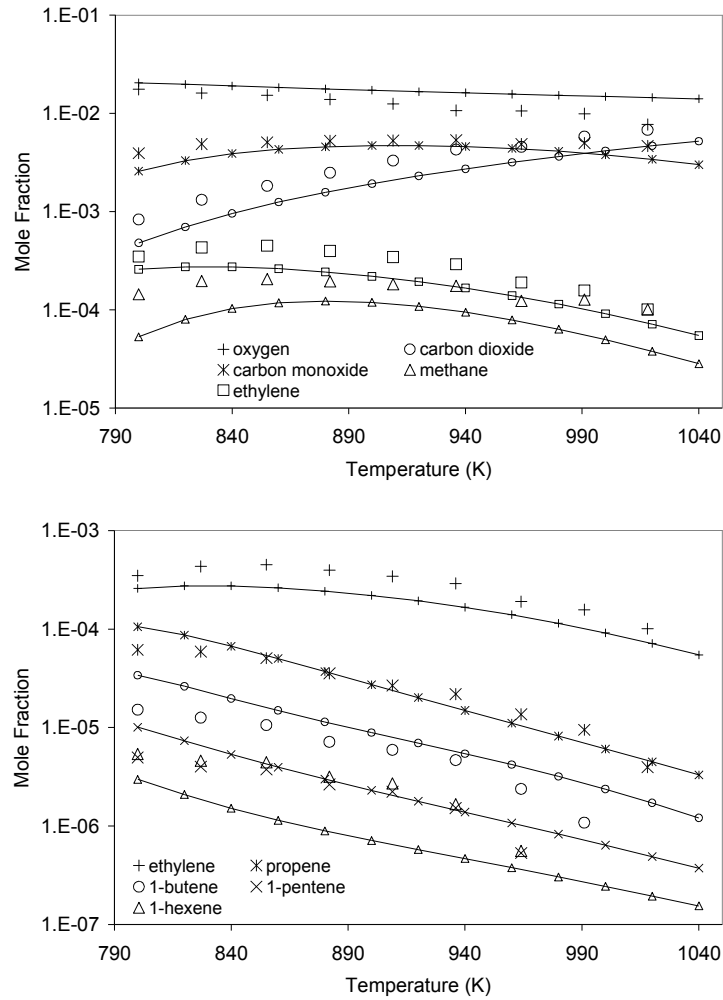 1.E-01
1.E-02
1.E-03
1.E-04
1.E-05
Mole Fraction
oxygen carbon dioxide
carbon monoxide methane
ethylene
790 840 890 940 990 1040
Temperature (K)
1.E-03
1.E-04
1.E-05
1.E-06
1.E-07
Mole Fraction
ethylene propene
1-butene 1-pentene
1-hexene
790 840 890 940 990 1040
Temperature (K)